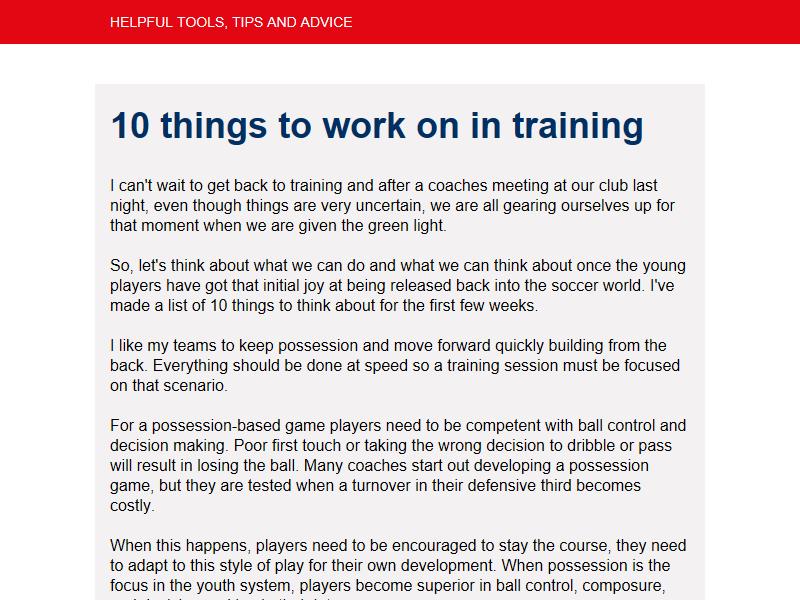 HELPFUL TOOLS, TIPS AND ADVICE
10 things to work on in training
I can't wait to get back to training and after a coaches meeting at our club last
night, even though things are very uncertain, we are all gearing ourselves up for
that moment when we are given the green light.
So, let's think about what we can do and what we can think about once the young
players have got that initial joy at being released back into the soccer world. I've
made a list of 10 things to think about for the first few weeks.
I like my teams to keep possession and move forward quickly building from the
back. Everything should be done at speed so a training session must be focused
on that scenario.
For a possession-based game players need to be competent with ball control and
decision making. Poor first touch or taking the wrong decision to dribble or pass
will result in losing the ball. Many coaches start out developing a possession
game, but they are tested when a turnover in their defensive third becomes
costly.
When this happens, players need to be encouraged to stay the course, they need
to adapt to this style of play for their own development. When possession is the
focus in the youth system, players become superior in ball control, composure,